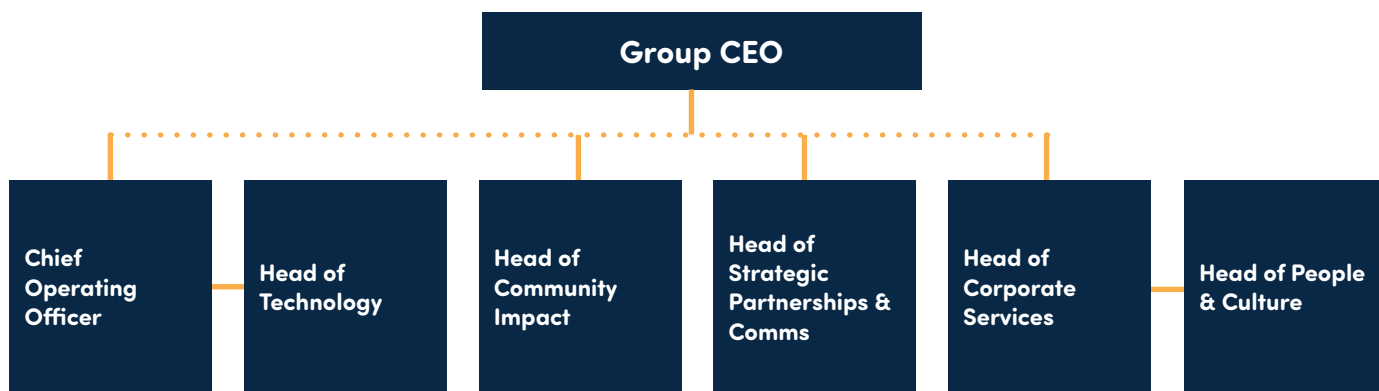 Group CEO
Chief
Operating
Officer
Head of
Technology
Head of
Community
Impact
Head of
Strategic
Partnerships &
Comms
Head of
Corporate
Services
Head of People
& Culture